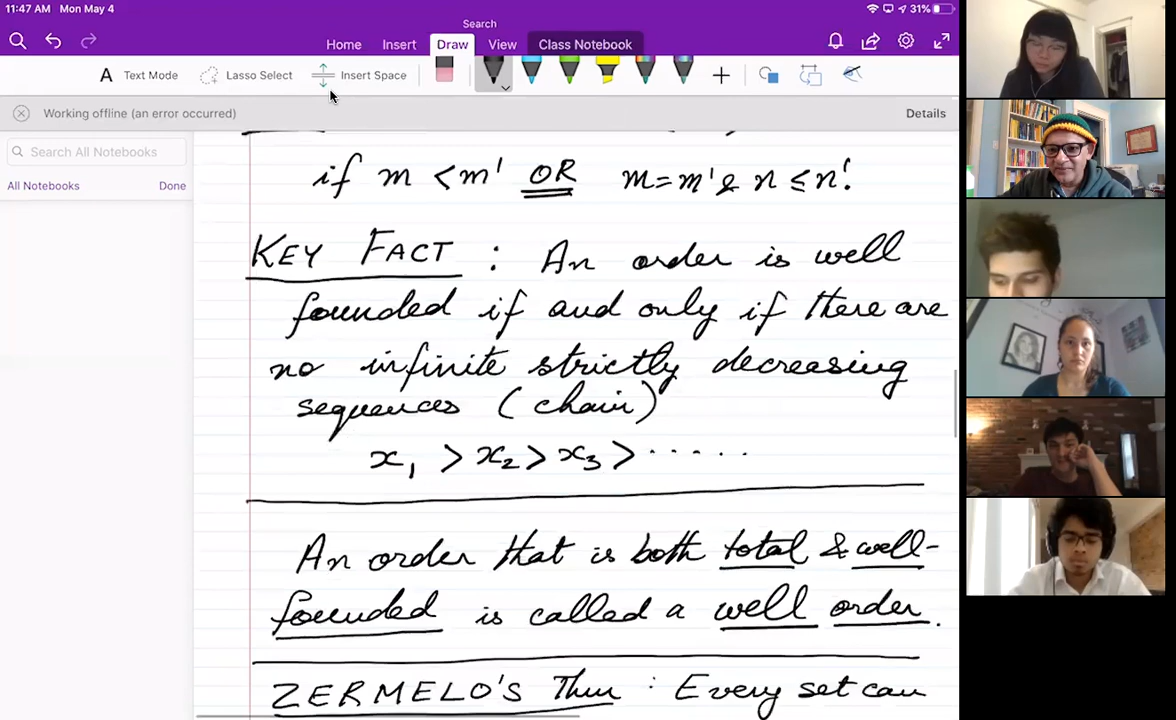 11:47 AM Mon May 4
31%
Search
Home Insert Draw View Class Notebook
Text Mode Lasso Select Insert Space
Working offline (an error occurred) Details
Search All Notebooks
All Notebooks Done
if m < m' OR m=m' & n ≤ n'.
KEY FACT : An order is well
founded if and only if there are
no infinite strictly decreasing
sequences (chain)
x₁ > x₂ > x₃ > ......
An order that is both total & well-
founded is called a well order.
ZERMELO'S Thm : Every set can